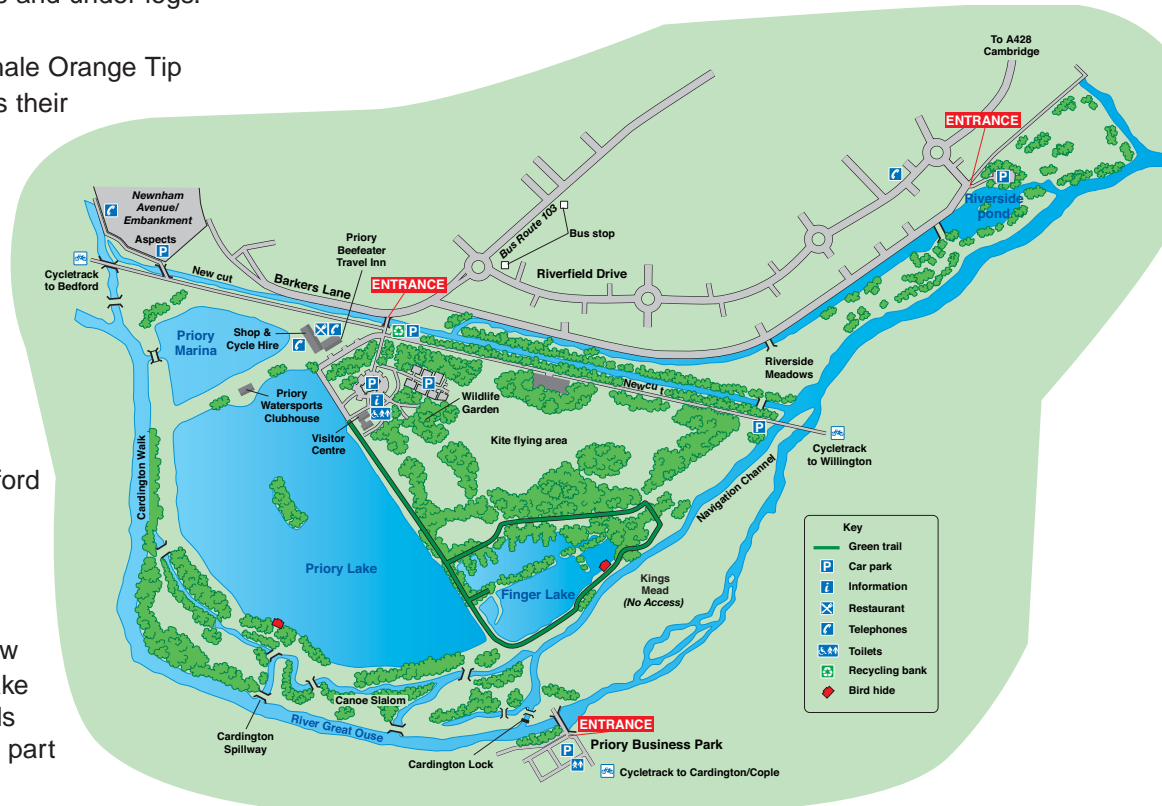 s and under legs.
nale Orange Tip
s their
ford
w
ake
ls
part
To A428
Cambridge
ENTRANCE
Riverside
pond
Newnham
Avenue/
Embankment
Aspects
Cycletrack
to Bedford
New cut
Barkers Lane
Priory
Beefeater
Travel Inn
ENTRANCE
Bus Route 103
Bus stop
Riverfield Drive
Priory
Marina
Shop &
Cycle Hire
Riverside
Meadows
New cut
Priory
Watersports
Clubhouse
Visitor
Centre
Wildlife
Garden
Kite flying area
Cycletrack
to Willington
Cardington Walk
Navigation Channel
Priory Lake
Finger Lake
Kings
Mead
(No Access)
Key
Green trail
P Car park
i Information
Restaurant
Telephones
Toilets
Recycling bank
Bird hide
Canoe Slalom
River Great Ouse
Cardington
Spillway
Cardington Lock
ENTRANCE
Priory Business Park
Cycletrack to Cardington/Cople
P
P
P
P
P
P
P
i